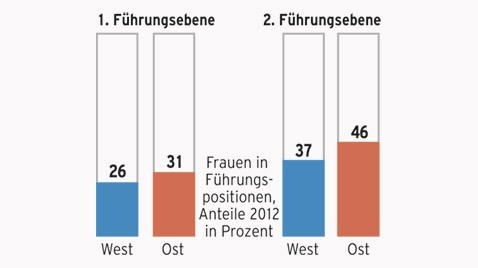 1. Führungsebene
2. Führungsebene
26
31
37
46
Frauen in
Führungs-
positionen,
Anteile 2012
in Prozent
West
Ost
West
Ost